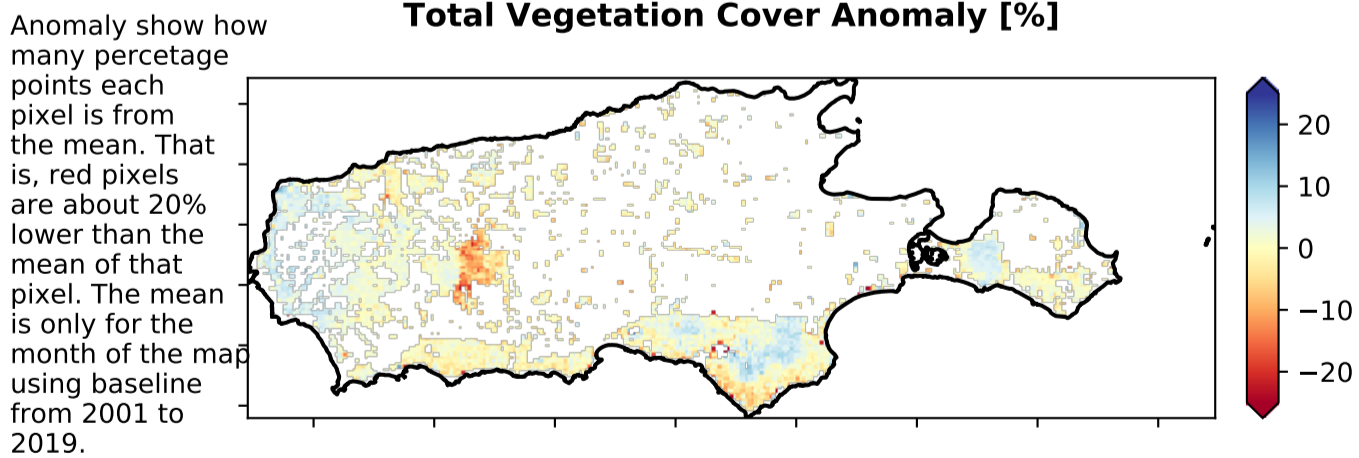 Total Vegetation Cover Anomaly [%]
Anomaly show how
many percetage
points each
pixel is from
the mean. That
is, red pixels
are about 20%
lower than the
mean of that
pixel. The mean
is only for the
month of the map
using baseline
from 2001 to
2019.
20
10
0
−10
−20